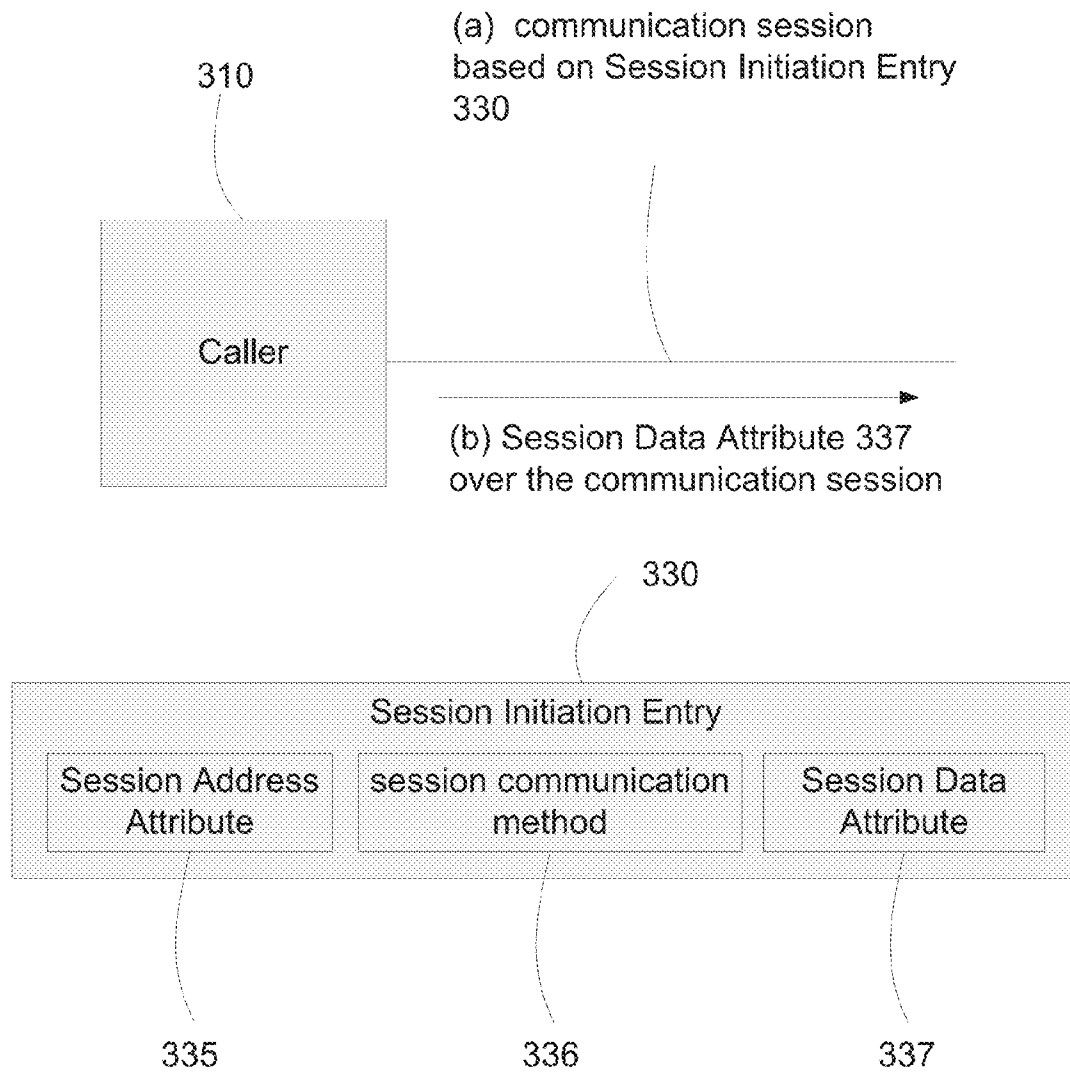 (a) communication session
based on Session Initiation Entry
330
310
Caller
(b) Session Data Attribute 337
over the communication session
330
Session Initiation Entry
Session Address
Attribute
session communication
method
Session Data
Attribute
335
336
337